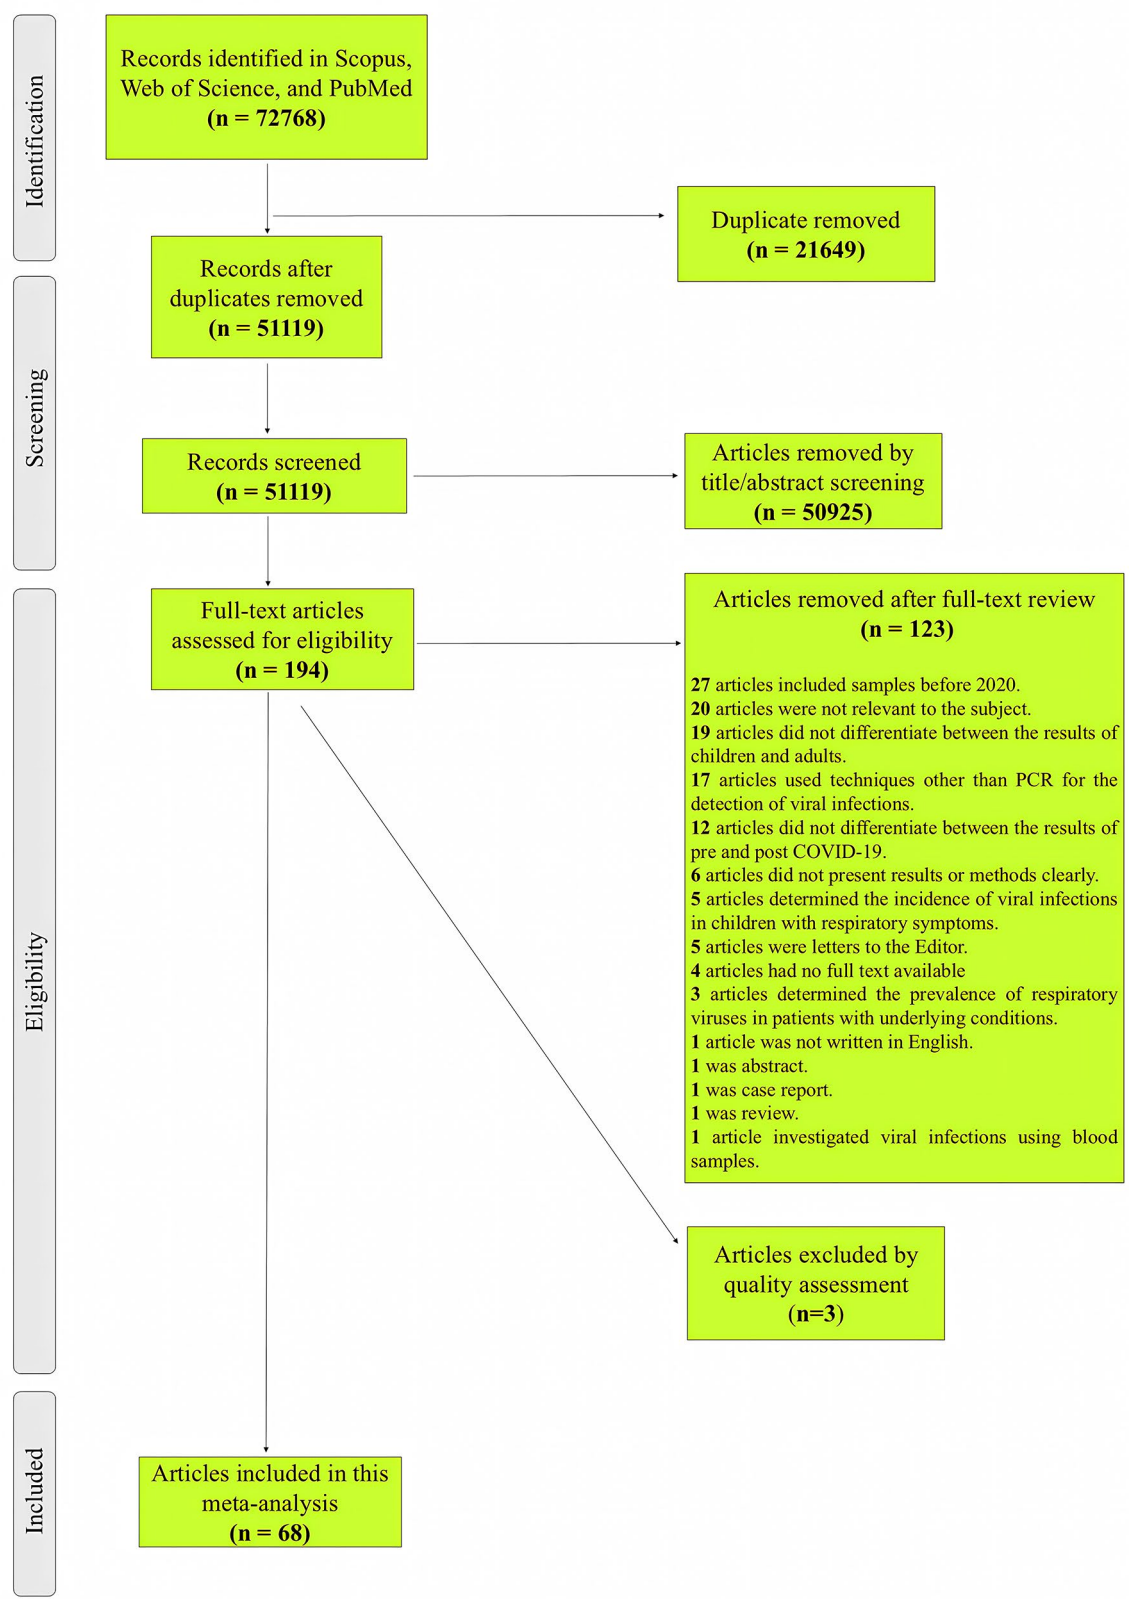 Identification
Records identified in Scopus,
Web of Science, and PubMed
(n = 72768)
Duplicate removed
(n = 21649)
Records after
duplicates removed
(n = 51119)
Screening
Records screened
(n = 51119)
Articles removed by
title/abstract screening
(n = 50925)
Eligibility
Full-text articles
assessed for eligibility
(n = 194)
Articles removed after full-text review
(n = 123)
27 articles included samples before 2020.
20 articles were not relevant to the subject.
19 articles did not differentiate between the results of
children and adults.
17 articles used techniques other than PCR for the
detection of viral infections.
12 articles did not differentiate between the results of
pre and post COVID-19.
6 articles did not present results or methods clearly.
5 articles determined the incidence of viral infections
in children with respiratory symptoms.
5 articles were letters to the Editor.
4 articles had no full text available
3 articles determined the prevalence of respiratory
viruses in patients with underlying conditions.
1 article was not written in English.
1 was abstract.
1 was case report.
1 was review.
1 article investigated viral infections using blood
samples.
Articles excluded by
quality assessment
(n=3)
Included
Articles included in this
meta-analysis
(n = 68)